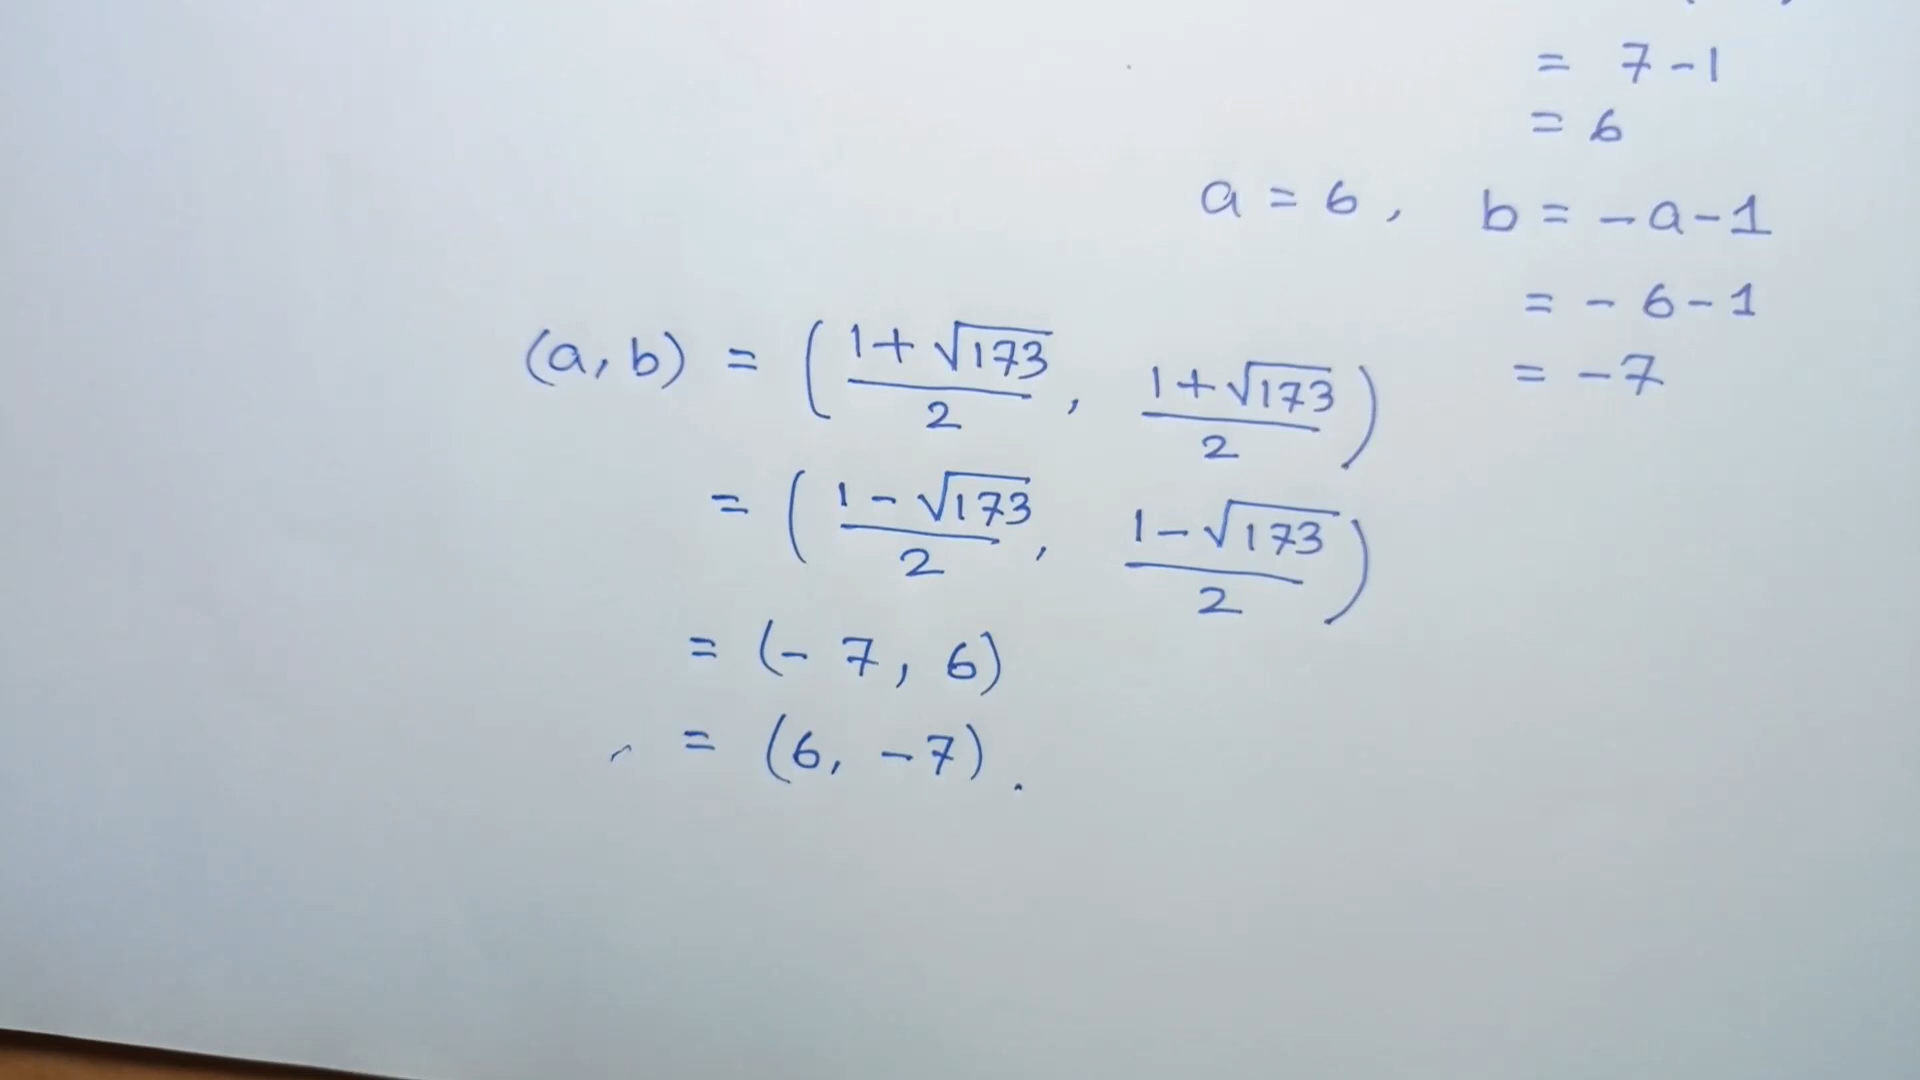 = 7 - 1
= 6
a = 6, b = - a - 1
= - 6 - 1
= - 7
(a, b) = ( (1 + √173)/2, (1 + √173)/2 )
= ( (1 - √173)/2, (1 - √173)/2 )
= (- 7, 6)
= (6, - 7).